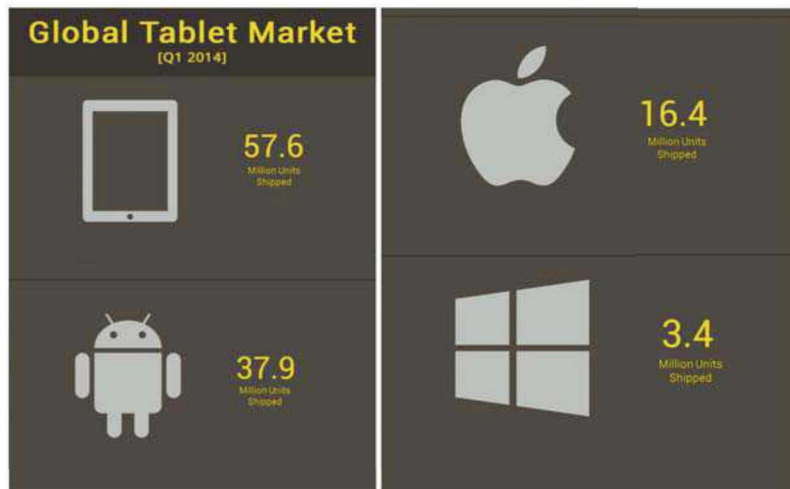 Global Tablet Market
[Q1 2014]
57.6
Million Units
Shipped
37.9
Million Units
Shipped
16.4
Million Units
Shipped
3.4
Million Units
Shipped